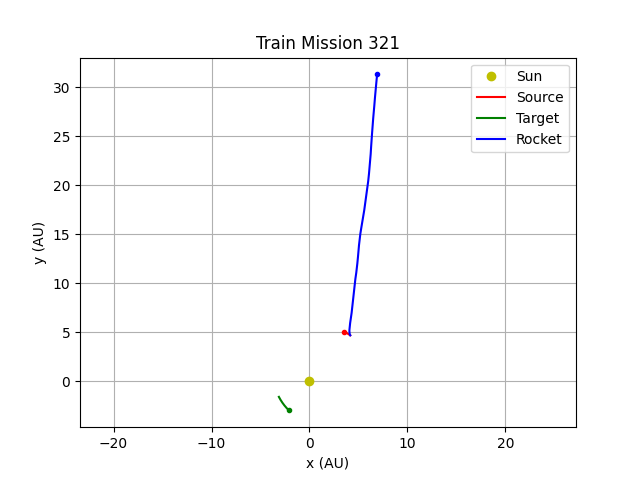 Train Mission 321
Sun
Source
Target
Rocket
30
25
20
15
10
5
0
y (AU)
−20
−10
0
10
20
x (AU)